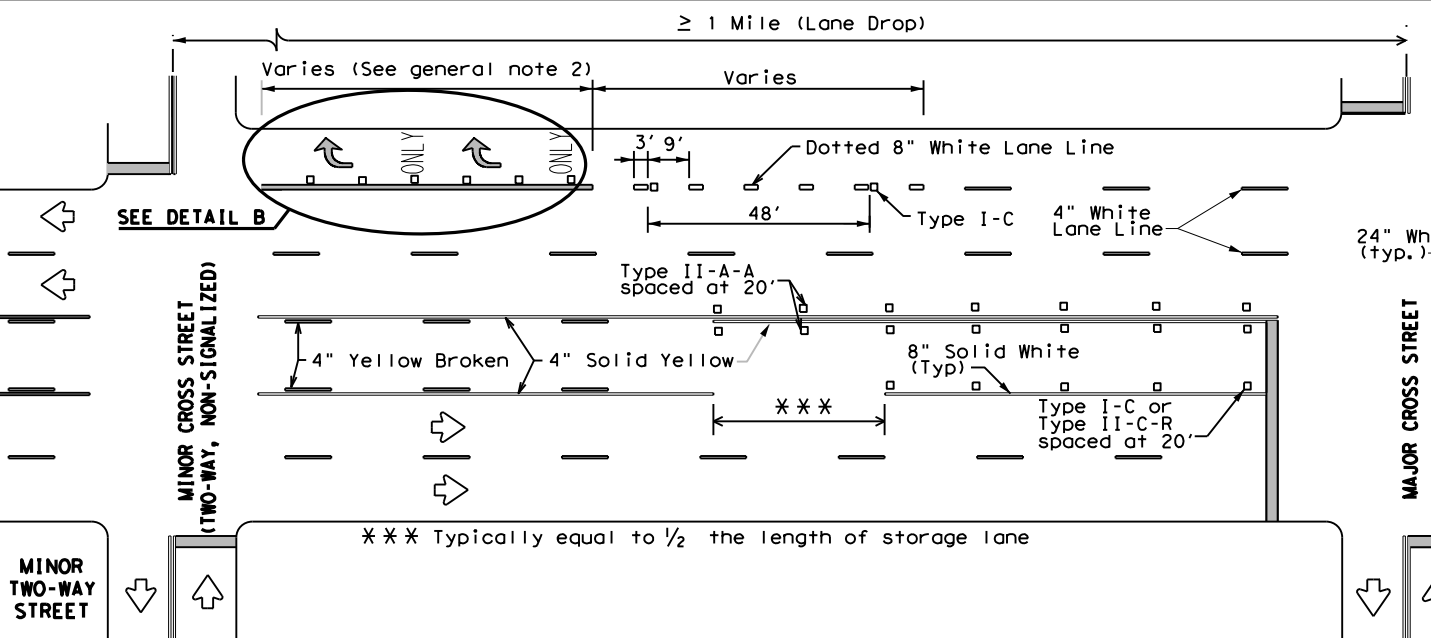 ≥ 1 Mile (Lane Drop)
Varies (See general note 2)
Varies
ONLY
ONLY
3' 9'
Dotted 8" White Lane Line
SEE DETAIL B
48'
Type I-C
4" White
Lane Line
24" Wh
(typ.)
Type II-A-A
spaced at 20'
MINOR CROSS STREET
(TWO-WAY, NON-SIGNALIZED)
4" Yellow Broken
4" Solid Yellow
8" Solid White
(Typ)
***
Type I-C or
Type II-C-R
spaced at 20'
MAJOR CROSS STREET
*** Typically equal to ½ the length of storage lane
MINOR
TWO-WAY
STREET